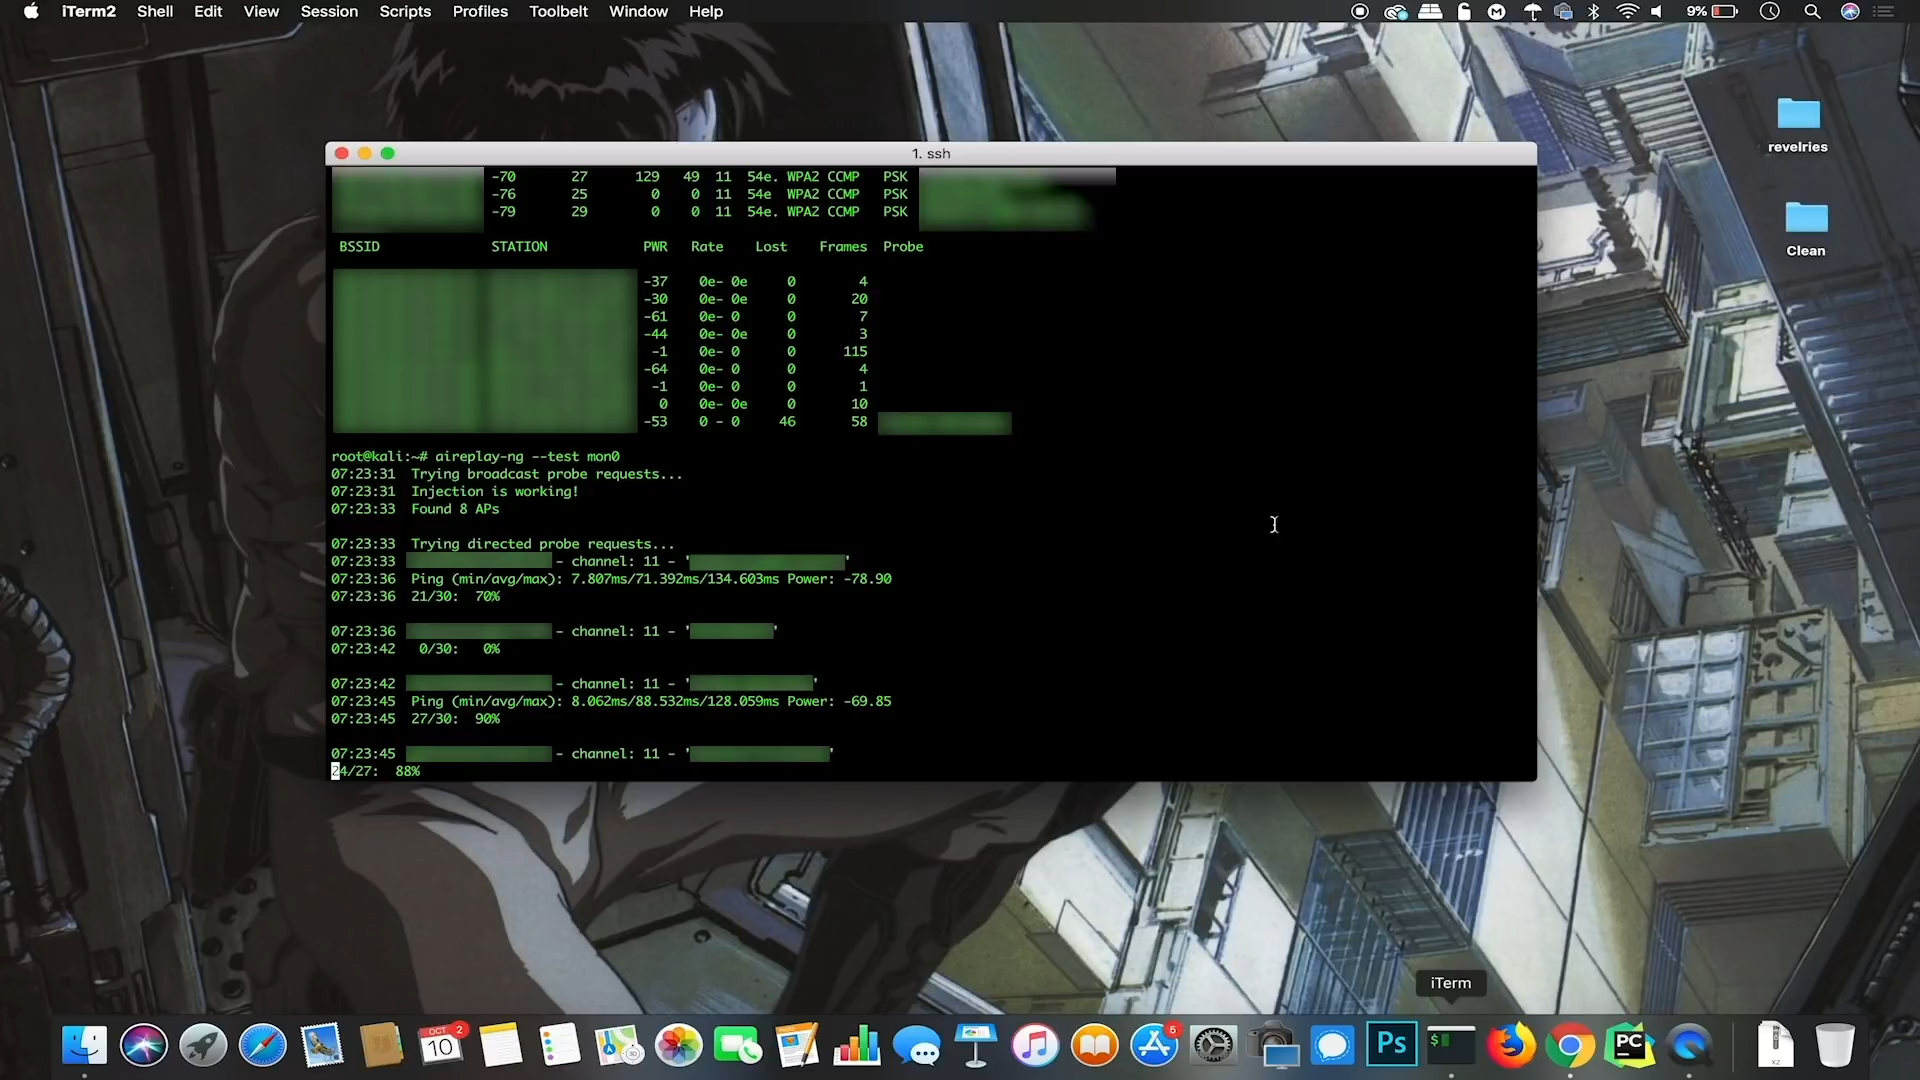 iTerm2 Shell Edit View Session Scripts Profiles Toolbelt Window Help 9%
revelries
Clean
1. ssh
-70 27 129 49 11 54e. WPA2 CCMP PSK
-76 25 0 0 11 54e WPA2 CCMP PSK
-79 29 0 0 11 54e. WPA2 CCMP PSK
BSSID STATION PWR Rate Lost Frames Probe
-37 0e- 0e 0 4
-30 0e- 0e 0 20
-61 0e- 0 0 7
-44 0e- 0e 0 3
-1 0e- 0 0 115
-64 0e- 0 0 4
-1 0e- 0 0 1
0 0e- 0e 0 10
-53 0 - 0 46 58
root@kali:~# aireplay-ng --test mon0
07:23:31 Trying broadcast probe requests...
07:23:31 Injection is working!
07:23:33 Found 8 APs
07:23:33 Trying directed probe requests...
07:23:33 - channel: 11 - ' '
07:23:36 Ping (min/avg/max): 7.807ms/71.392ms/134.603ms Power: -78.90
07:23:36 21/30: 70%
07:23:36 - channel: 11 - ' '
07:23:42 0/30: 0%
07:23:42 - channel: 11 - ' '
07:23:45 Ping (min/avg/max): 8.062ms/88.532ms/128.059ms Power: -69.85
07:23:45 27/30: 90%
07:23:45 - channel: 11 - ' '
24/27: 88%
iTerm
OCT 2
10
5
Ps
$
PC
XZ